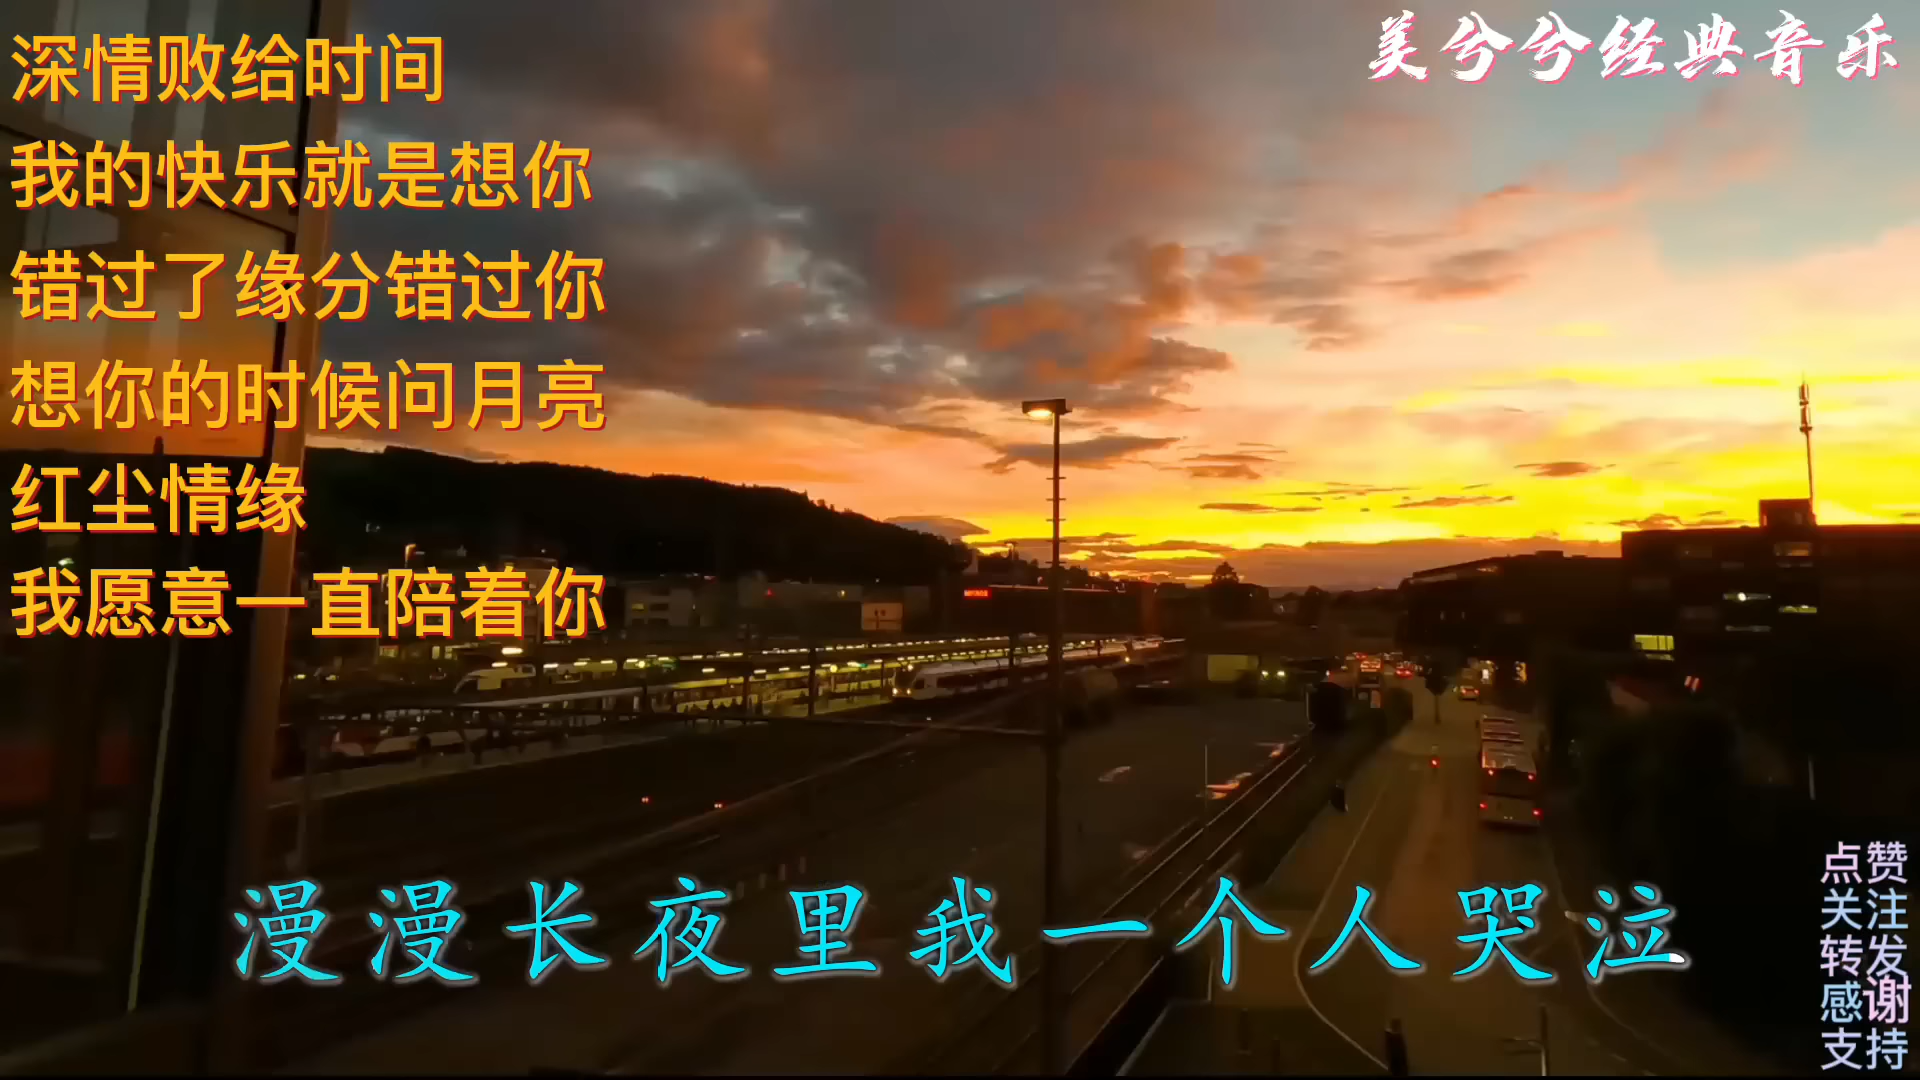 深情败给时间
美兮兮经典音乐
我的快乐就是想你
错过了缘分错过你
想你的时候问月亮
红尘情缘
我愿意一直陪着你
漫漫长夜里我一个人哭泣
点赞
关注
转发
感谢
支持